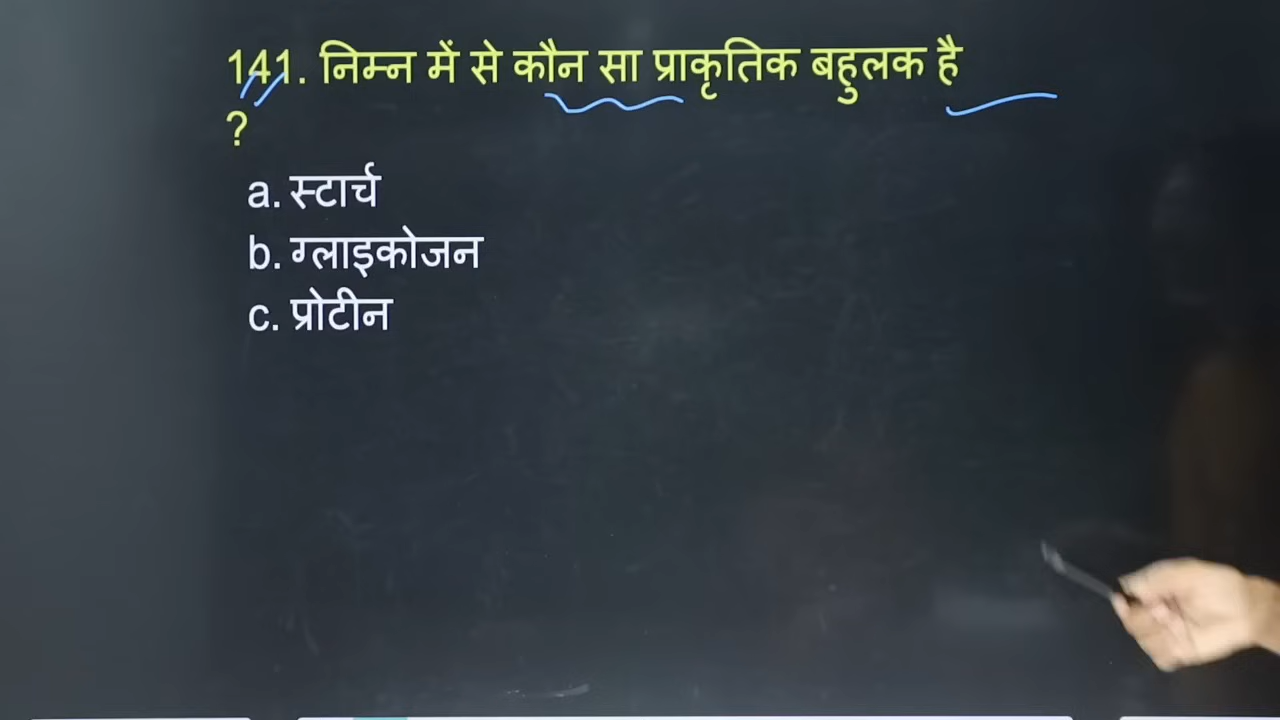 141. निम्न में से कौन सा प्राकृतिक बहुलक है
?
a. स्टार्च
b. ग्लाइकोजन
c. प्रोटीन